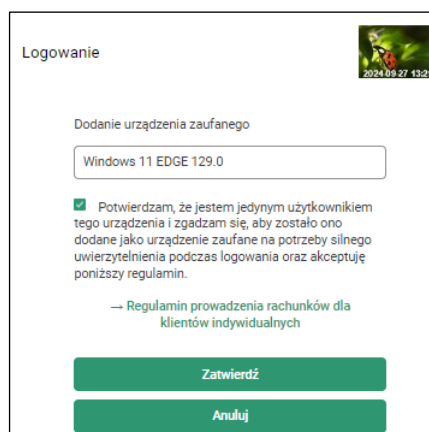 Logowanie
2024-09-27 13:2
Dodanie urządzenia zaufanego
Windows 11 EDGE 129.0
Potwierdzam, że jestem jedynym użytkownikiem
tego urządzenia i zgadzam się, aby zostało ono
dodane jako urządzenie zaufane na potrzeby silnego
uwierzytelnienia podczas logowania oraz akceptuję
poniższy regulamin.
→ Regulamin prowadzenia rachunków dla
klientów indywidualnych
Zatwierdź
Anuluj